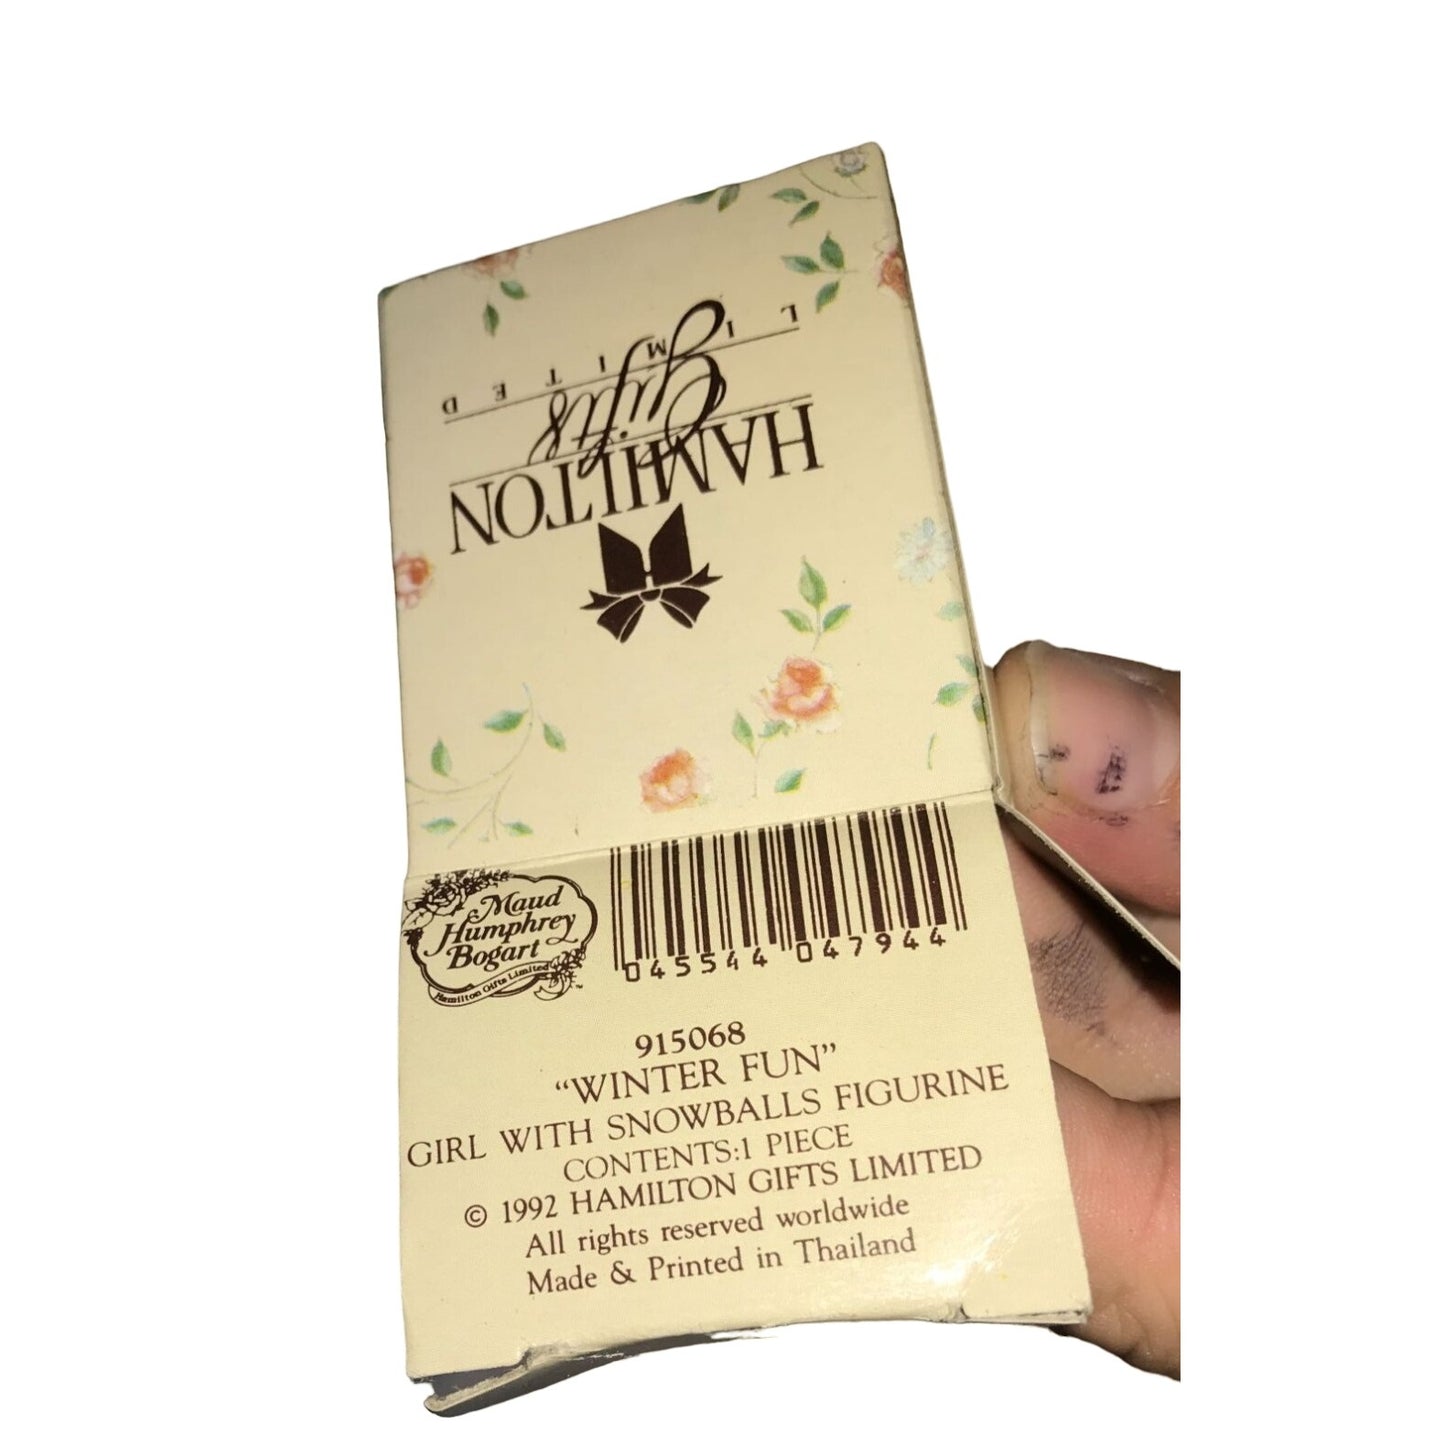 HAMILTON
Gifts
LIMITED
Maud
Humphrey
Bogart
Hamilton Gifts Limited
™
045544 047944
915068
“WINTER FUN”
GIRL WITH SNOWBALLS FIGURINE
CONTENTS:1 PIECE
© 1992 HAMILTON GIFTS LIMITED
All rights reserved worldwide
Made & Printed in Thailand